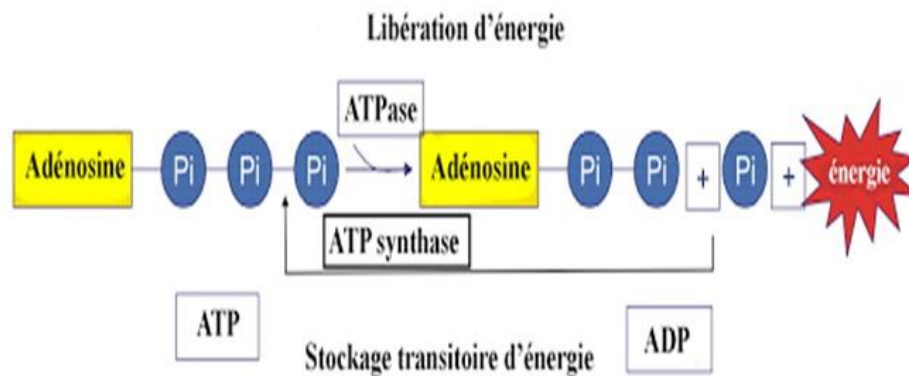 Libération d'énergie
ATPase
Adénosine Pi Pi Pi Adénosine Pi Pi + Pi + énergie
ATP synthase
ATP ADP
Stockage transitoire d'énergie